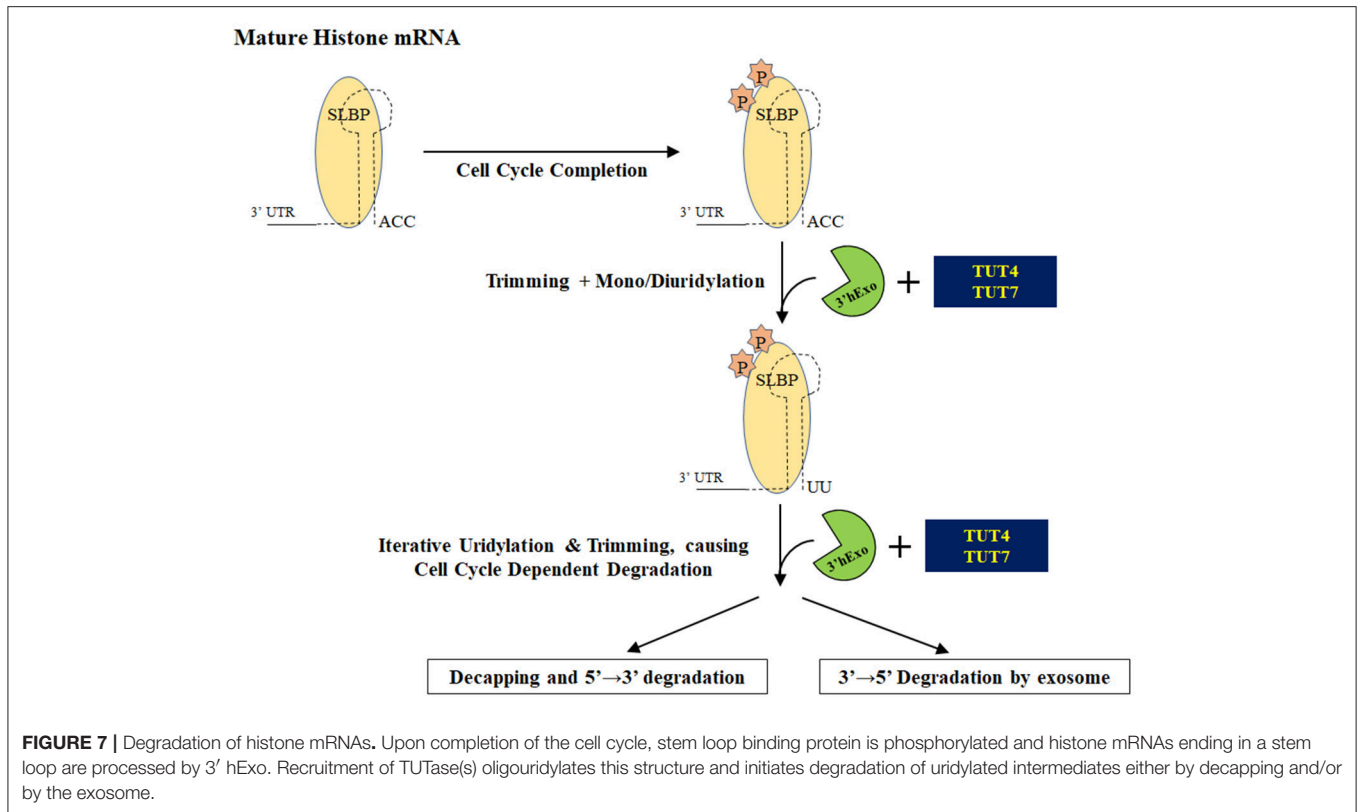 Mature Histone mRNA
P
P
SLBP
SLBP
Cell Cycle Completion
3' UTR
ACC
3' UTR
ACC
Trimming + Mono/Diuridylation
3'hExo
+
TUT4
TUT7
P
P
SLBP
3' UTR
UU
Iterative Uridylation & Trimming, causing
Cell Cycle Dependent Degradation
3'hExo
+
TUT4
TUT7
Decapping and 5'→3' degradation
3'→5' Degradation by exosome
FIGURE 7 | Degradation of histone mRNAs. Upon completion of the cell cycle, stem loop binding protein is phosphorylated and histone mRNAs ending in a stem
loop are processed by 3′ hExo. Recruitment of TUTase(s) oligouridylates this structure and initiates degradation of uridylated intermediates either by decapping and/or
by the exosome.